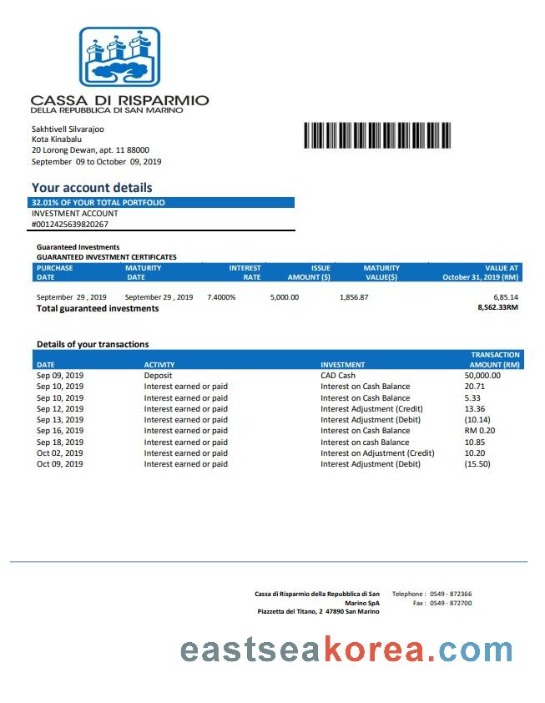 CASSA DI RISPARMIO
DELLA REPUBBLICA DI SAN MARINO
Sakhtivell Silvarajoo
Kota Kinabalu
20 Lorong Dewan, apt. 11 88000
September 09 to October 09, 2019
Your account details
32.01% OF YOUR TOTAL PORTFOLIO
INVESTMENT ACCOUNT
#0012425639820267
Guaranteed Investments
GUARANTEED INVESTMENT CERTIFICATES
PURCHASE DATE MATURITY DATE INTEREST RATE ISSUE AMOUNT ($) MATURITY VALUE($) VALUE AT October 31, 2019 (RM)
September 29 , 2019 September 29 , 2019 7.4000% 5,000.00 1,856.87 6,85.14
Total guaranteed investments 8,562.33RM
Details of your transactions
DATE ACTIVITY INVESTMENT TRANSACTION AMOUNT (RM)
Sep 09, 2019 Deposit CAD Cash 50,000.00
Sep 10, 2019 Interest earned or paid Interest on Cash Balance 20.71
Sep 10, 2019 Interest earned or paid Interest on Cash Balance 5.33
Sep 12, 2019 Interest earned or paid Interest Adjustment (Credit) 13.36
Sep 13, 2019 Interest earned or paid Interest Adjustment (Debit) (10.14)
Sep 16, 2019 Interest earned or paid Interest on Cash Balance RM 0.20
Sep 18, 2019 Interest earned or paid Interest on cash Balance 10.85
Oct 02, 2019 Interest earned or paid Interest on Adjustment (Credit) 10.20
Oct 09, 2019 Interest earned or paid Interest Adjustment (Debit) (15.50)
Cassa di Risparmio della Repubblica di San Telephone : 0549 - 872366
Marino SpA Fax : 0549 - 872700
Piazzetta del Titano, 2 47890 San Marino
eastseakorea.com